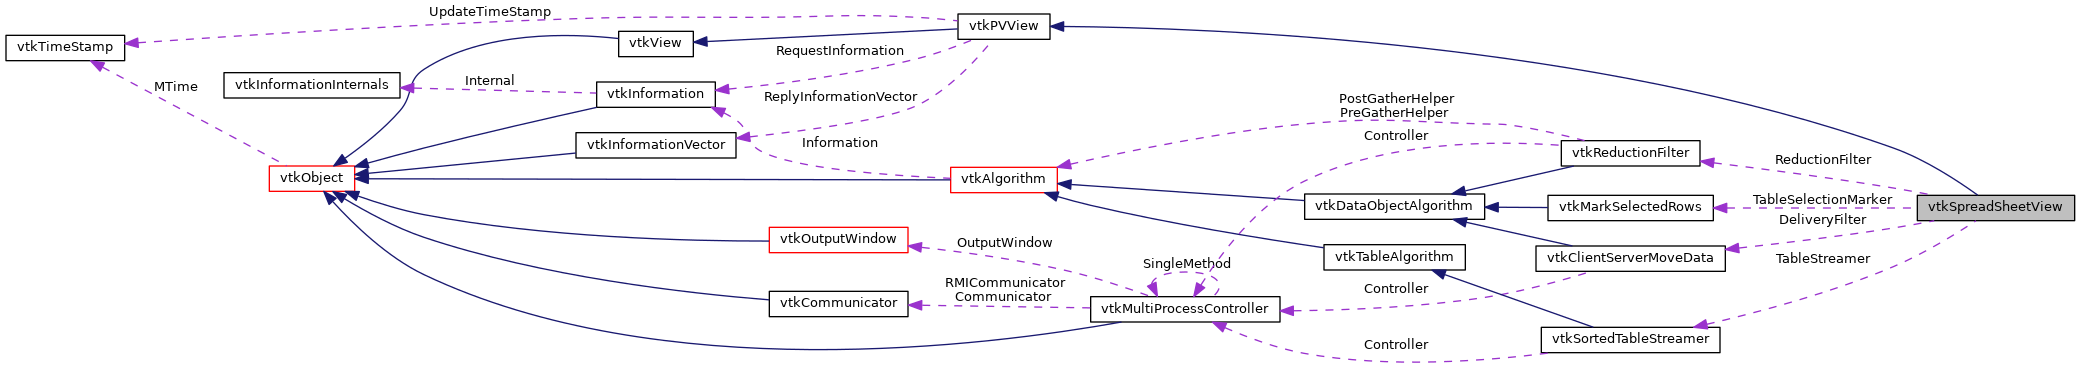 UpdateTimeStamp
vtkPVView
vtkTimeStamp
vtkView
RequestInformation
MTime
vtkInformationInternals
Internal
vtkInformation
ReplyInformationVector
PostGatherHelper
PreGatherHelper
Controller
Information
vtkInformationVector
vtkReductionFilter
ReductionFilter
vtkObject
vtkAlgorithm
vtkDataObjectAlgorithm
vtkMarkSelectedRows
TableSelectionMarker
vtkSpreadSheetView
DeliveryFilter
vtkOutputWindow
OutputWindow
vtkTableAlgorithm
vtkClientServerMoveData
TableStreamer
SingleMethod
RMICommunicator
Communicator
Controller
vtkCommunicator
vtkMultiProcessController
vtkSortedTableStreamer
Controller